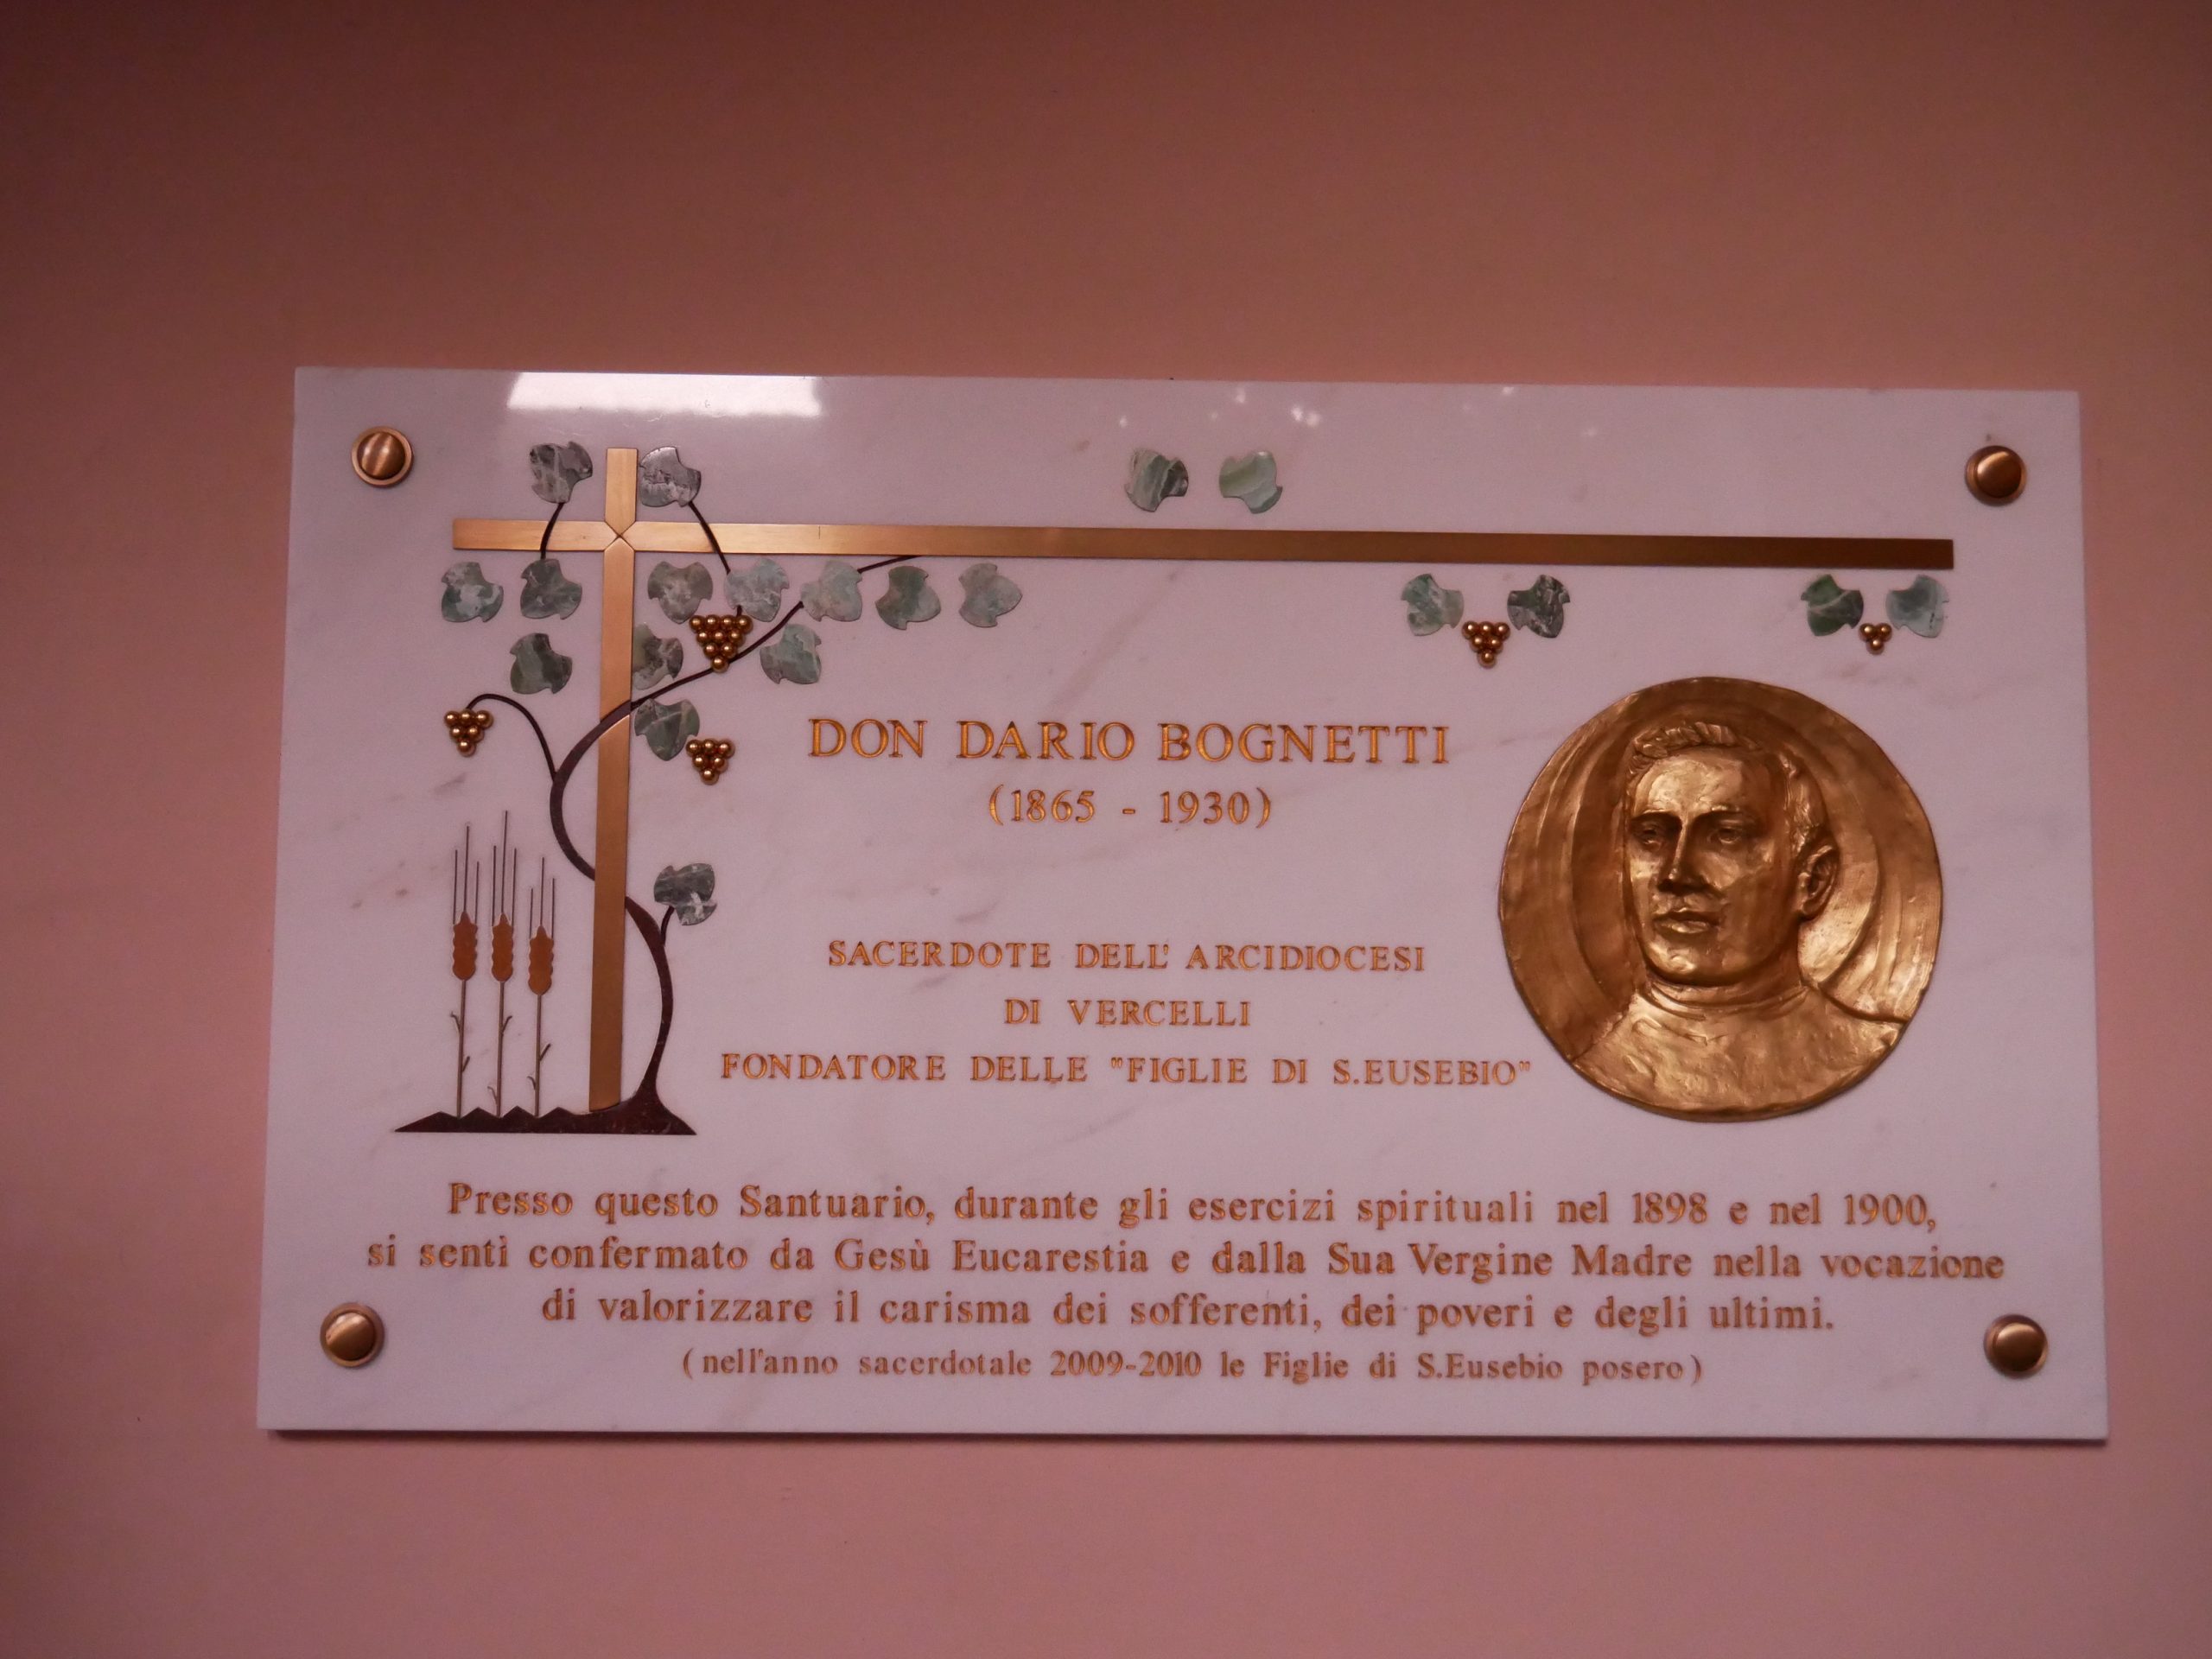 DON DARIO BOGNETTI
(1865 - 1930)
SACERDOTE DELL' ARCIDIOCESI
DI VERCELLI
FONDATORE DELLE "FIGLIE DI S.EUSEBIO"
Presso questo Santuario, durante gli esercizi spirituali nel 1898 e nel 1900,
si sentì confermato da Gesù Eucarestia e dalla Sua Vergine Madre nella vocazione
di valorizzare il carisma dei sofferenti, dei poveri e degli ultimi.
(nell'anno sacerdotale 2009-2010 le Figlie di S.Eusebio posero)